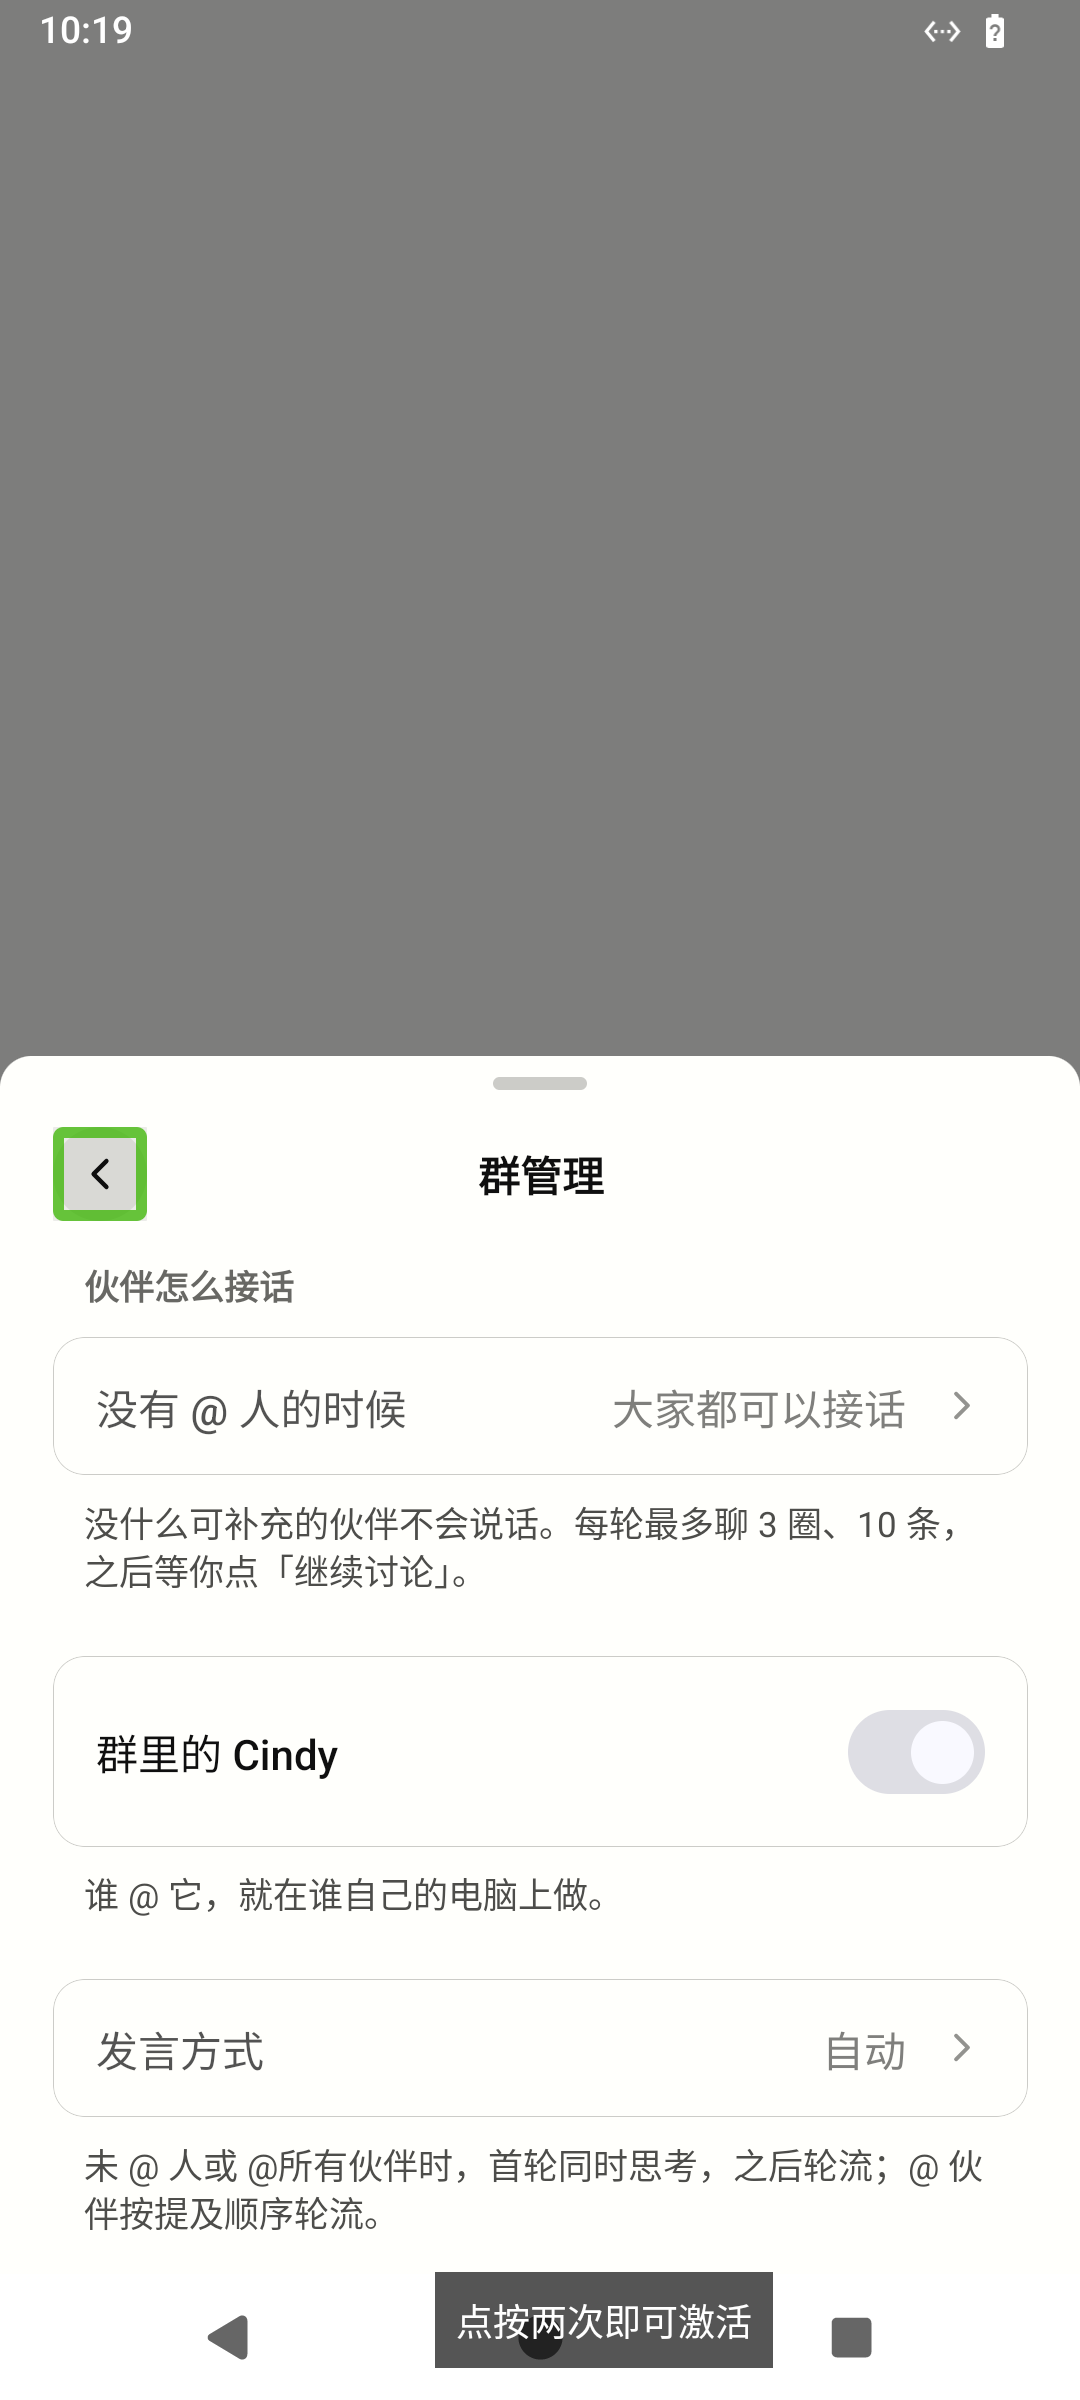 10:19
群管理
伙伴怎么接话
没有 @ 人的时候
大家都可以接话
没什么可补充的伙伴不会说话。每轮最多聊 3 圈、10 条，
之后等你点「继续讨论」。
群里的 Cindy
谁 @ 它，就在谁自己的电脑上做。
发言方式
自动
未 @ 人或 @所有伙伴时，首轮同时思考，之后轮流；@ 伙
伴按提及顺序轮流。
点按两次即可激活